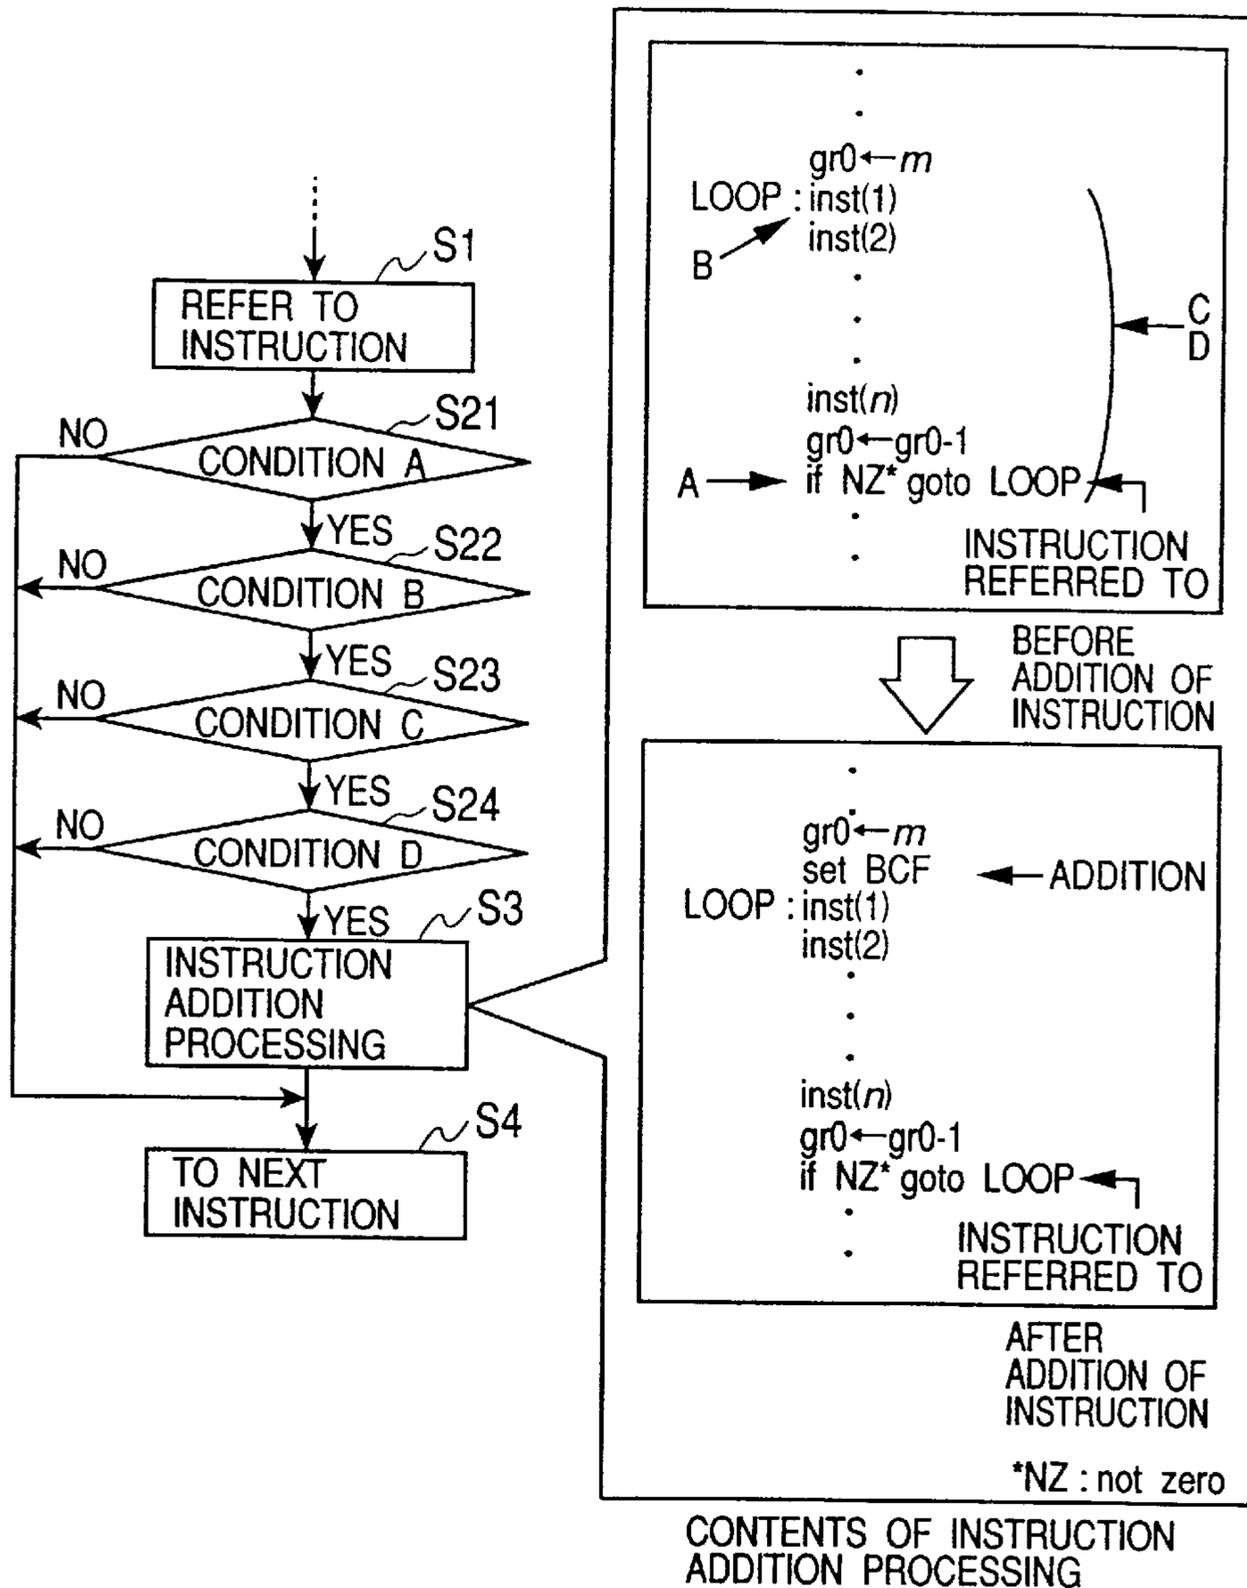 S1
REFER TO
INSTRUCTION
S21
NO
CONDITION A
YES
S22
NO
CONDITION B
YES
S23
NO
CONDITION C
YES
S24
NO
CONDITION D
YES
S3
INSTRUCTION
ADDITION
PROCESSING
S4
TO NEXT
INSTRUCTION
gr0←m
LOOP : inst(1)
inst(2)
B
C
D
inst(n)
gr0←gr0-1
A
if NZ* goto LOOP
INSTRUCTION
REFERRED TO
BEFORE
ADDITION OF
INSTRUCTION
gr0←m
set BCF
ADDITION
LOOP : inst(1)
inst(2)
inst(n)
gr0←gr0-1
if NZ* goto LOOP
INSTRUCTION
REFERRED TO
AFTER
ADDITION OF
INSTRUCTION
*NZ : not zero
CONTENTS OF INSTRUCTION
ADDITION PROCESSING